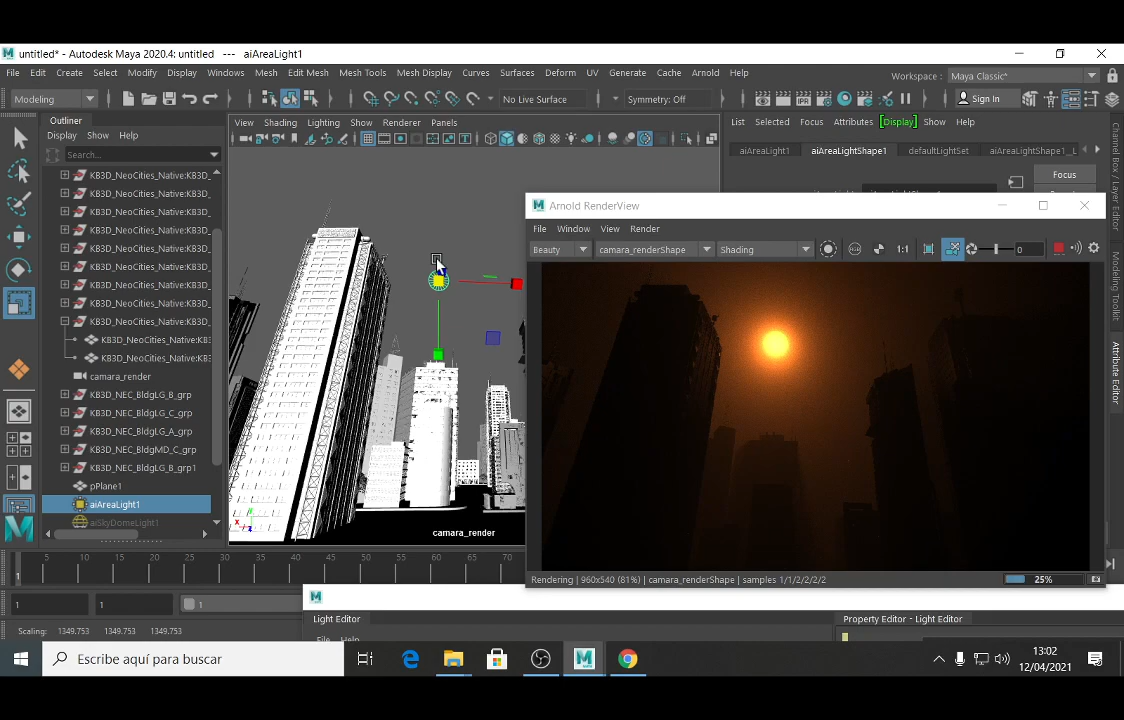 untitled* - Autodesk Maya 2020.4: untitled --- aiAreaLight1
File Edit Create Select Modify Display Windows Mesh Edit Mesh Mesh Tools Mesh Display Curves Surfaces Deform UV Generate Cache Arnold Help
Workspace : Maya Classic*
Modeling
No Live Surface
Symmetry: Off
Sign In
Outliner
Display Show Help
Search...
KB3D_NeoCities_Native:KB3D_
KB3D_NeoCities_Native:KB3D_
KB3D_NeoCities_Native:KB3D_
KB3D_NeoCities_Native:KB3D_
KB3D_NeoCities_Native:KB3D_
KB3D_NeoCities_Native:KB3D_
KB3D_NeoCities_Native:KB3D_
KB3D_NeoCities_Native:KB3D_
KB3D_NeoCities_Native:KB3D_
KB3D_NeoCities_Native:KB3
KB3D_NeoCities_Native:KB3
camara_render
KB3D_NEC_BldgLG_B_grp
KB3D_NEC_BldgLG_C_grp
KB3D_NEC_BldgLG_A_grp
KB3D_NEC_BldgMD_C_grp
KB3D_NEC_BldgLG_B_grp1
pPlane1
aiAreaLight1
aiSkyDomeLight1
View Shading Lighting Show Renderer Panels
camara_render
List Selected Focus Attributes Display Show Help
aiAreaLight1 aiAreaLightShape1 defaultLightSet aiAreaLightShape1_L
Focus
Channel Box / Layer Editor
Modeling Toolkit
Attribute Editor
Arnold RenderView
File Window View Render
Beauty camara_renderShape Shading 1:1 0
Rendering | 960x540 (81%) | camara_renderShape | samples 1/1/2/2/2/2
25%
5 10 15 20 25 30 35 40 45 50 55 60 65 70
1
1 1 1
Light Editor
Property Editor - Light Editor
File Help
Scaling: 1349.753 1349.753 1349.753
Escribe aquí para buscar
13:02
12/04/2021